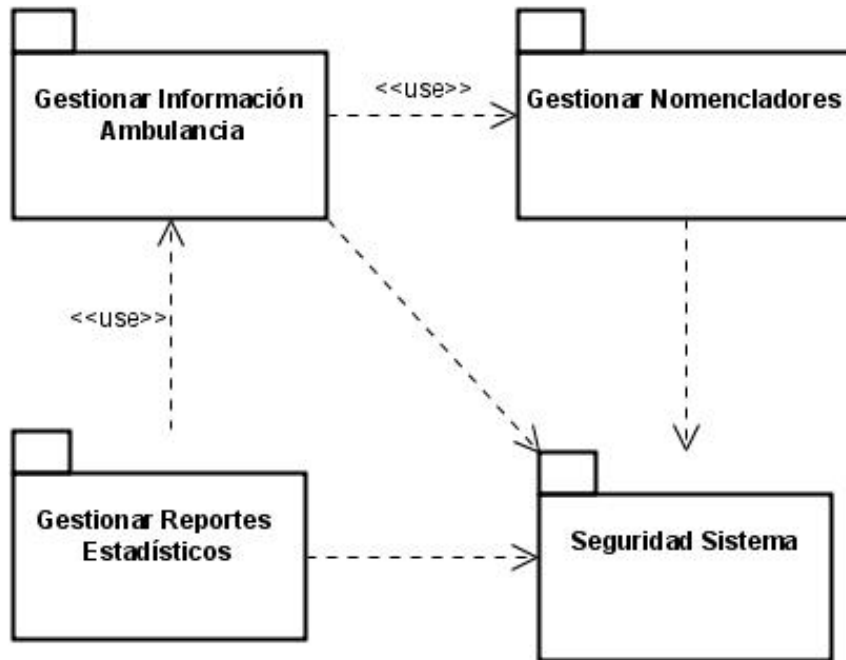 Gestionar Información
Ambulancia
<<use>>
Gestionar Nomencladores
<<use>>
Gestionar Reportes
Estadísticos
Seguridad Sistema